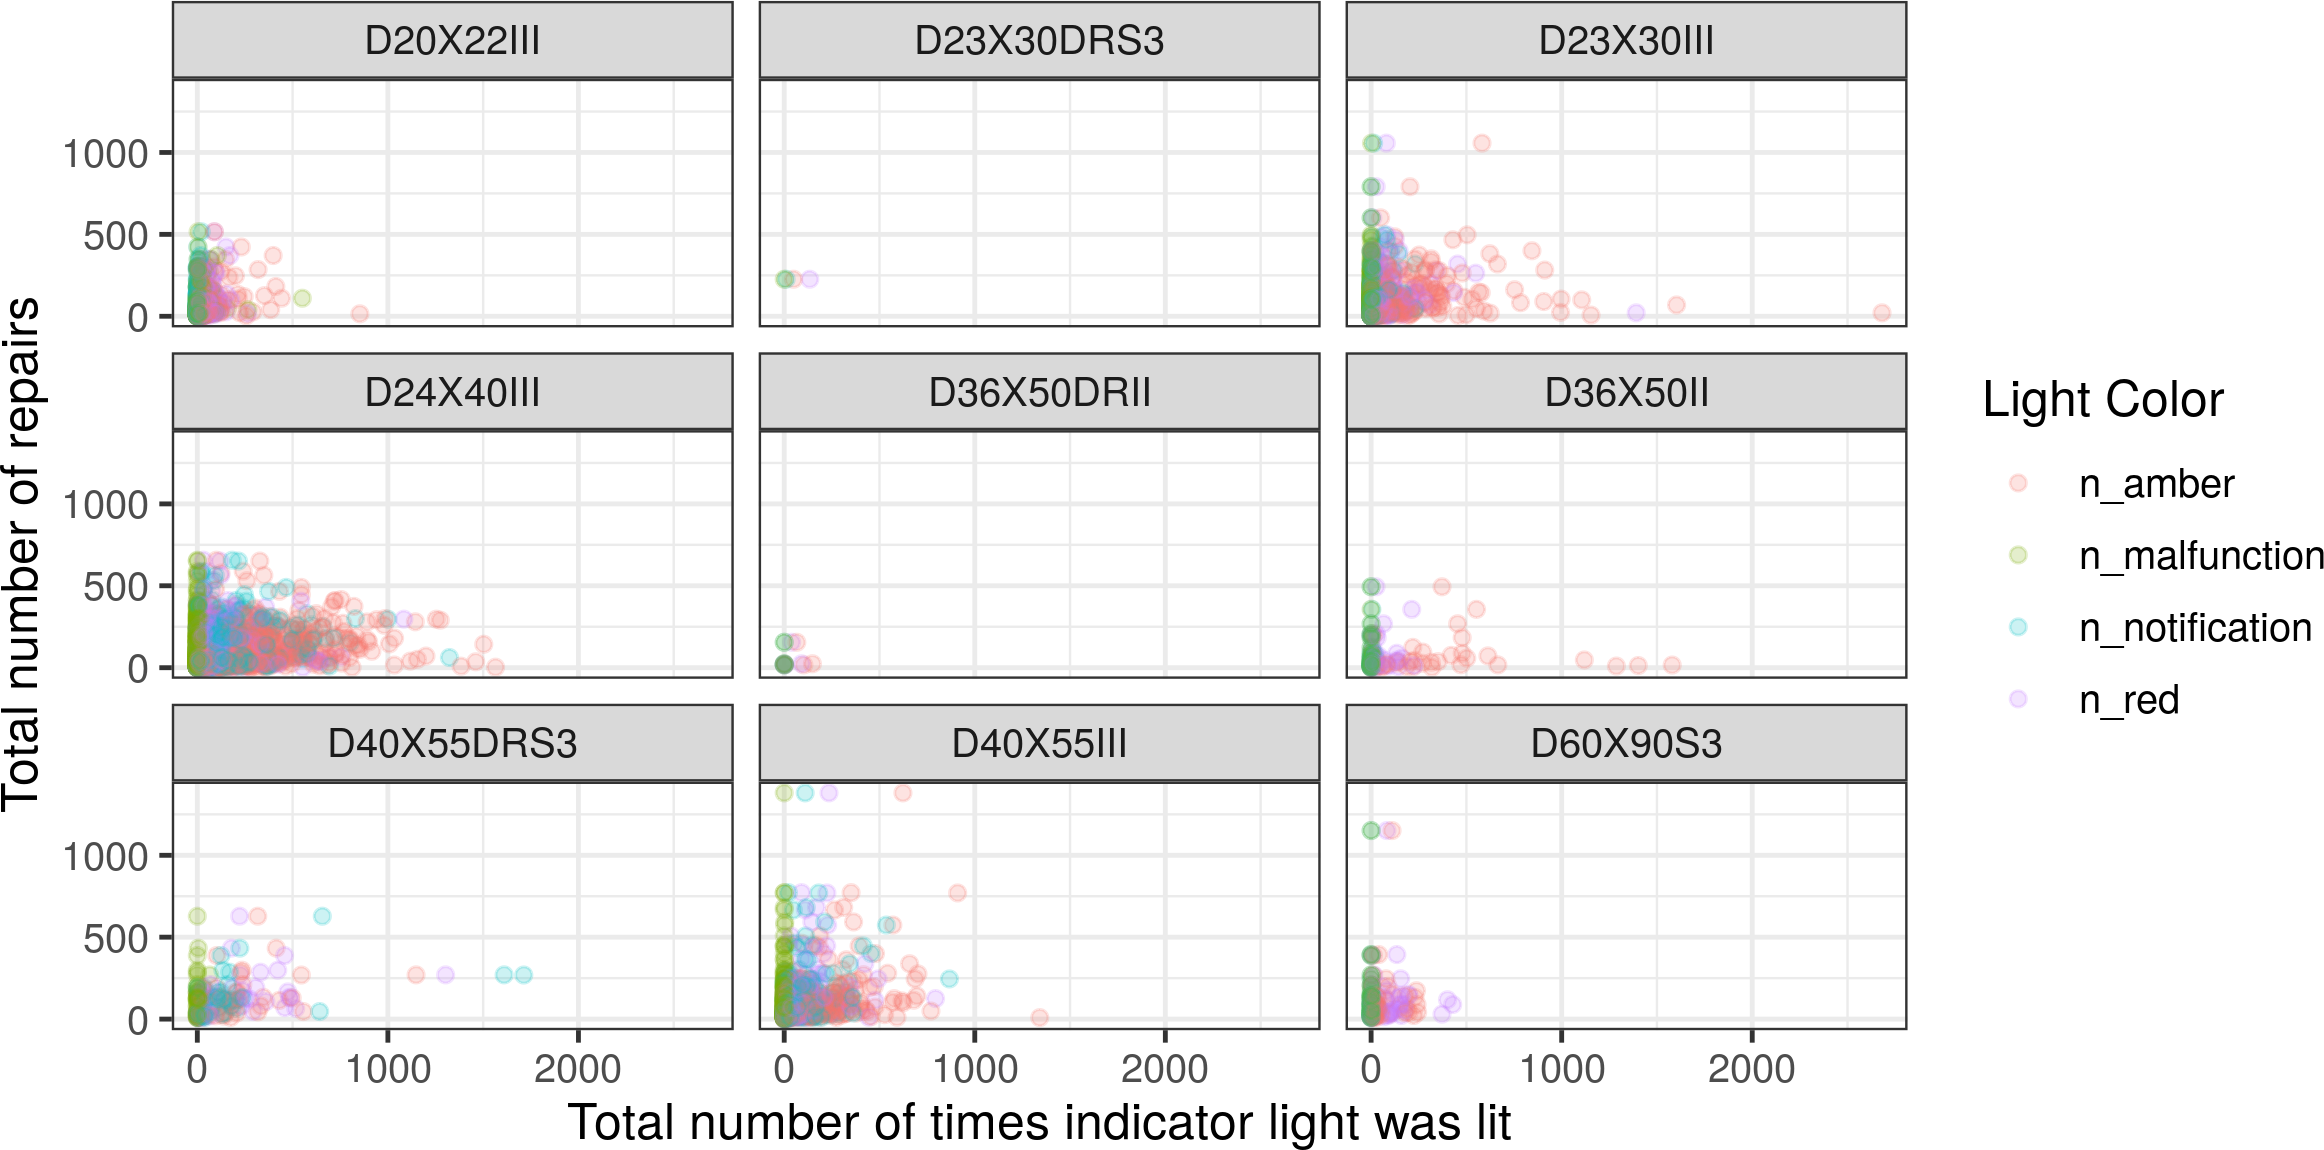 D20X22III
D23X30DRS3
D23X30III
1000
500
0
D24X40III
D36X50DRII
D36X50II
1000
500
0
D40X55DRS3
D40X55III
D60X90S3
1000
500
0
0 1000 2000
0 1000 2000
0 1000 2000
Total number of times indicator light was lit
Total number of repairs
Light Color
n_amber
n_malfunction
n_notification
n_red